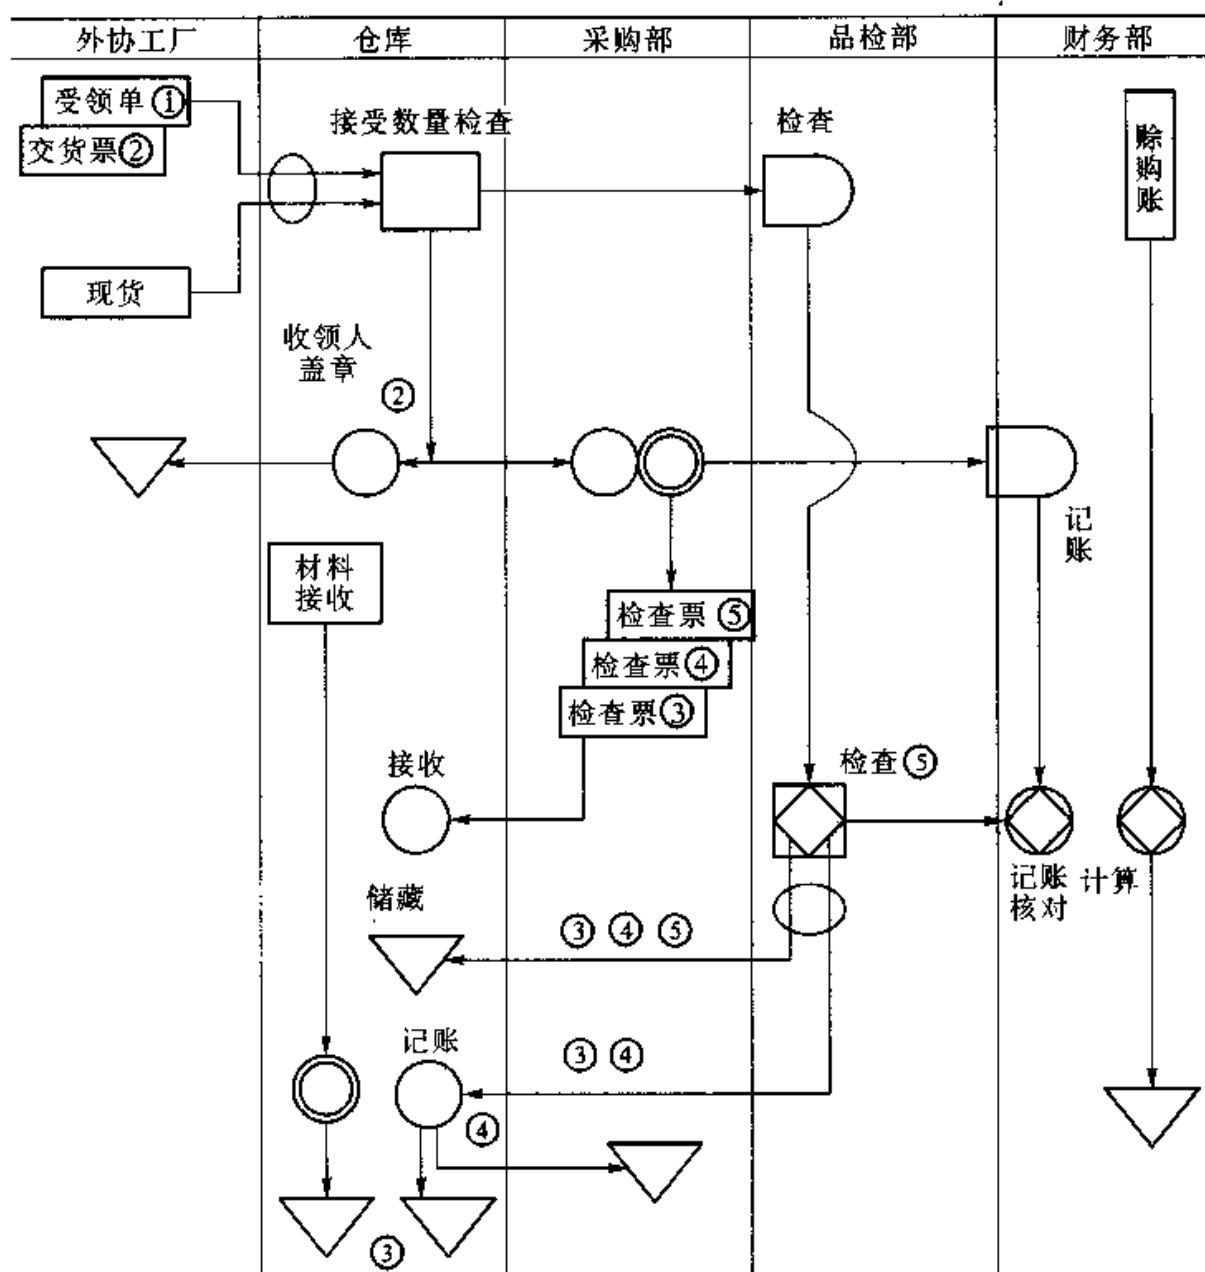 外协工厂 仓库 采购部 品检部 财务部
受领单①
交货票②
接受数量检查
检查
赊购账
现货
收领人
盖章
②
记账
材料
接收
检查票⑤
检查票④
检查票③
接收
检查⑤
储藏
记账
核对
计算
③ ④ ⑤
记账
③ ④
④
③